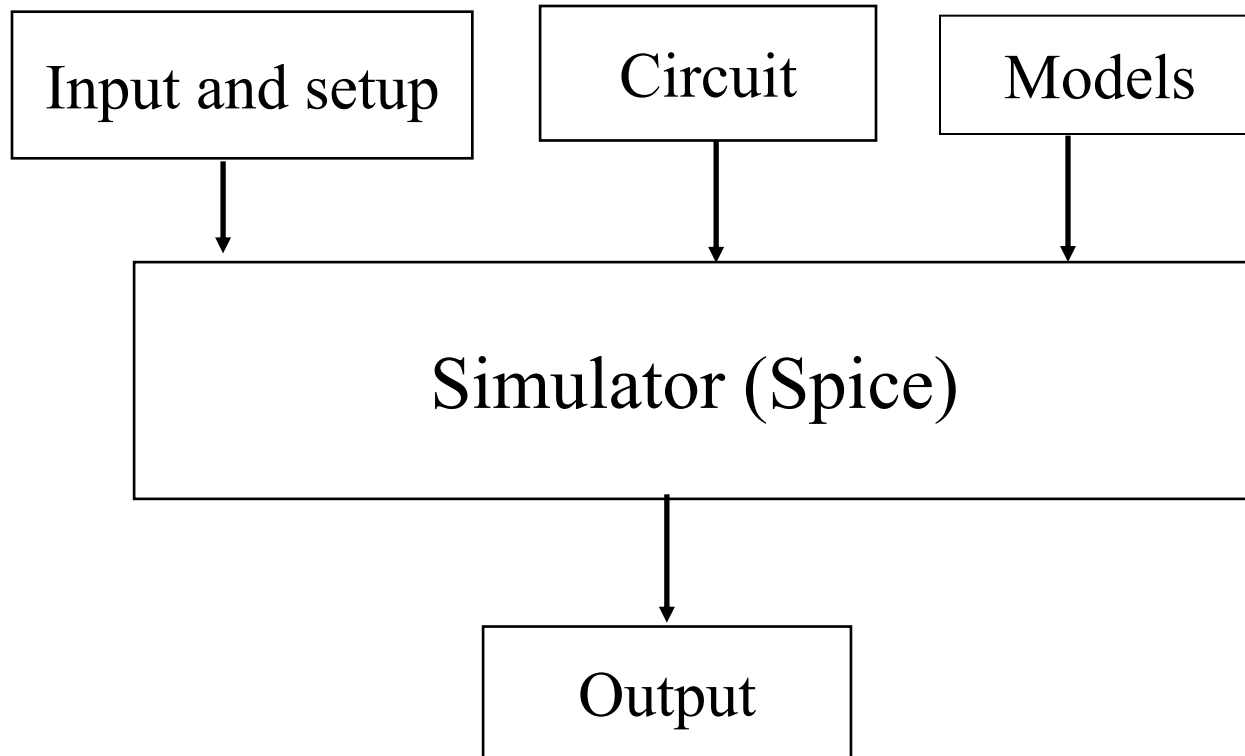 Input and setup
Circuit
Models
Simulator (Spice)
Output